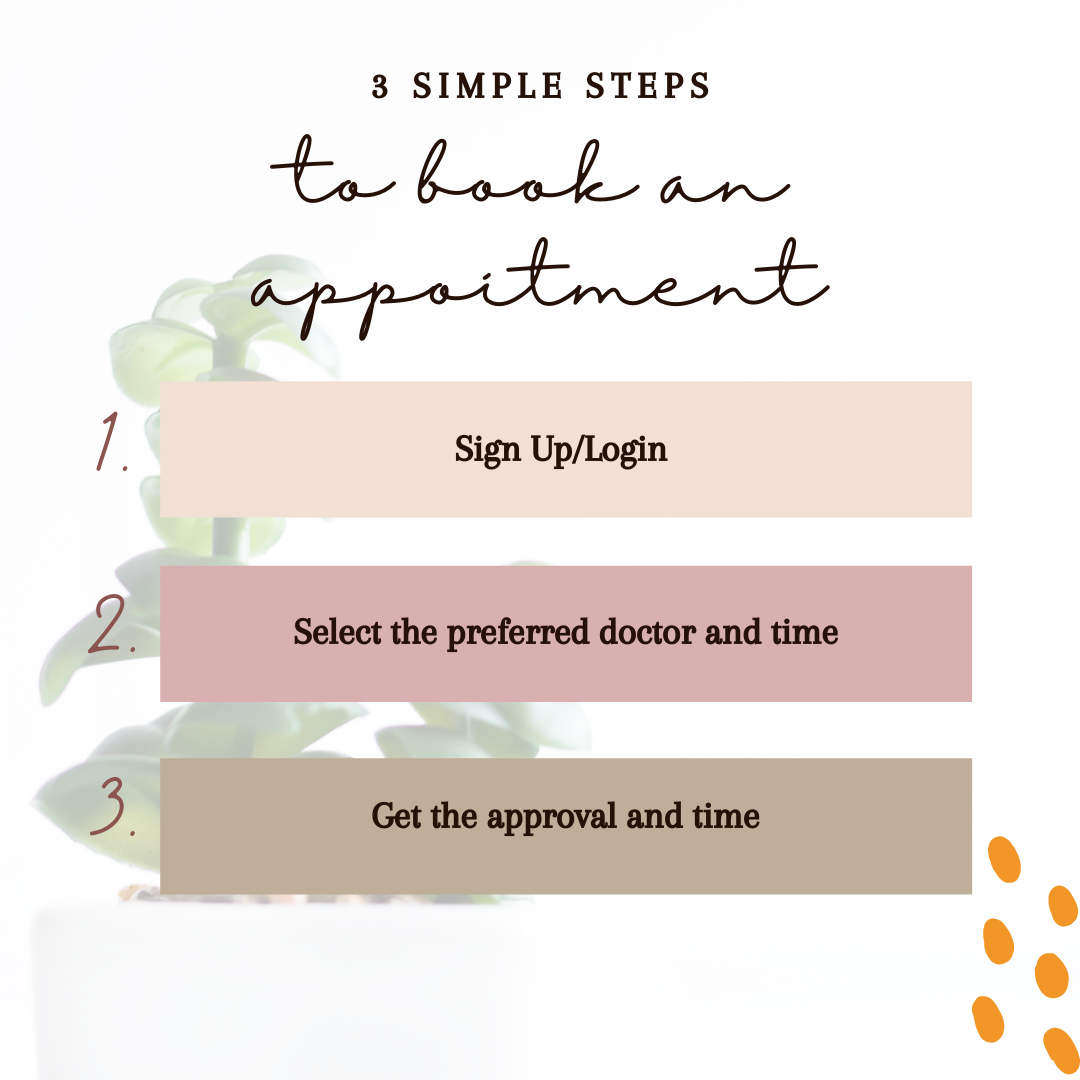 3 SIMPLE STEPS
to book an
appoitment
1.
Sign Up/Login
2.
Select the preferred doctor and time
3.
Get the approval and time